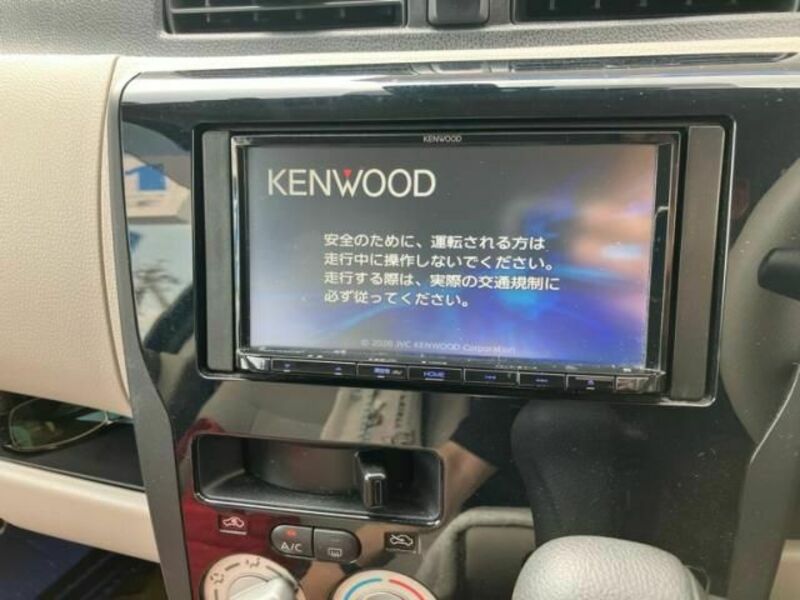 KENWOOD
KENWOOD
安全のために、運転される方は
走行中に操作しないでください。
走行する際は、実際の交通規制に
必ず従ってください。
JVC KENWOOD Corporation
HOME
A/C